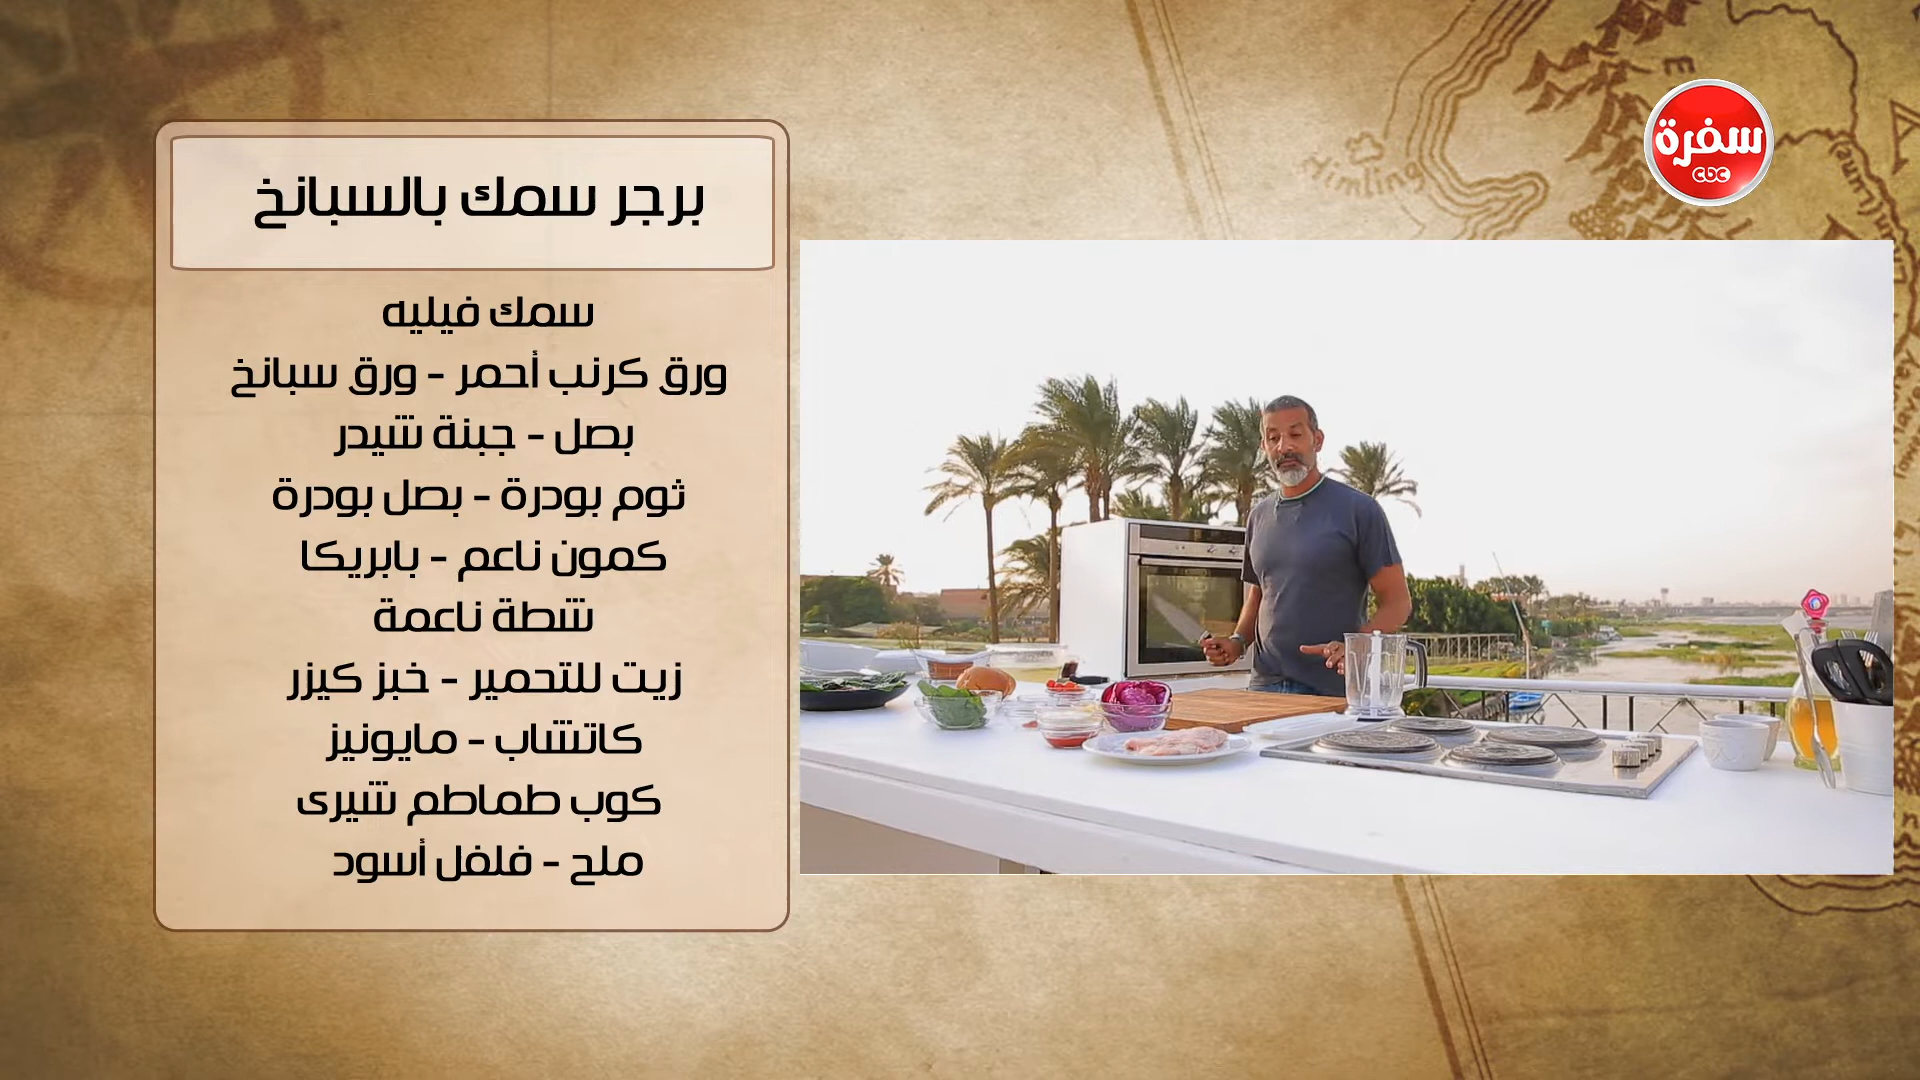 سفرة
cbc
برجر سمك بالسبانخ
سمك فيليه
ورق كرنب أحمر - ورق سبانخ
بصل - جبنة شيدر
ثوم بودرة - بصل بودرة
كمون ناعم - بابريكا
شطة ناعمة
زيت للتحمير - خبز كيزر
كاتشاب - مايونيز
كوب طماطم شيرى
ملح - فلفل أسود
Himling